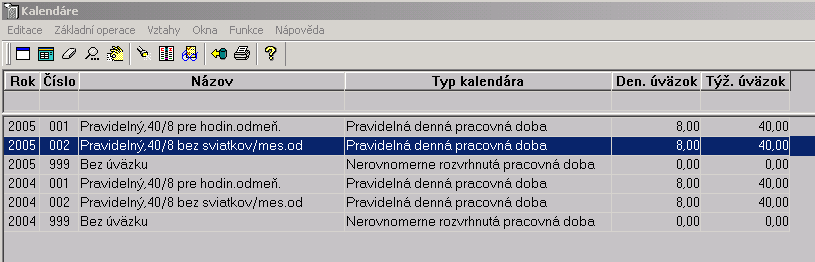 Kalendáre
Editace Základní operace Vztahy Okna Funkce Nápověda
Rok Číslo Názov Typ kalendára Den. úväzok Týž. úväzok
2005 001 Pravidelný,40/8 pre hodin.odmeň. Pravidelná denná pracovná doba 8,00 40,00
2005 002 Pravidelný,40/8 bez sviatkov/mes.od Pravidelná denná pracovná doba 8,00 40,00
2005 999 Bez úväzku Nerovnomerne rozvrhnutá pracovná doba 0,00 0,00
2004 001 Pravidelný,40/8 pre hodin.odmeň. Pravidelná denná pracovná doba 8,00 40,00
2004 002 Pravidelný,40/8 bez sviatkov/mes.od Pravidelná denná pracovná doba 8,00 40,00
2004 999 Bez úväzku Nerovnomerne rozvrhnutá pracovná doba 0,00 0,00